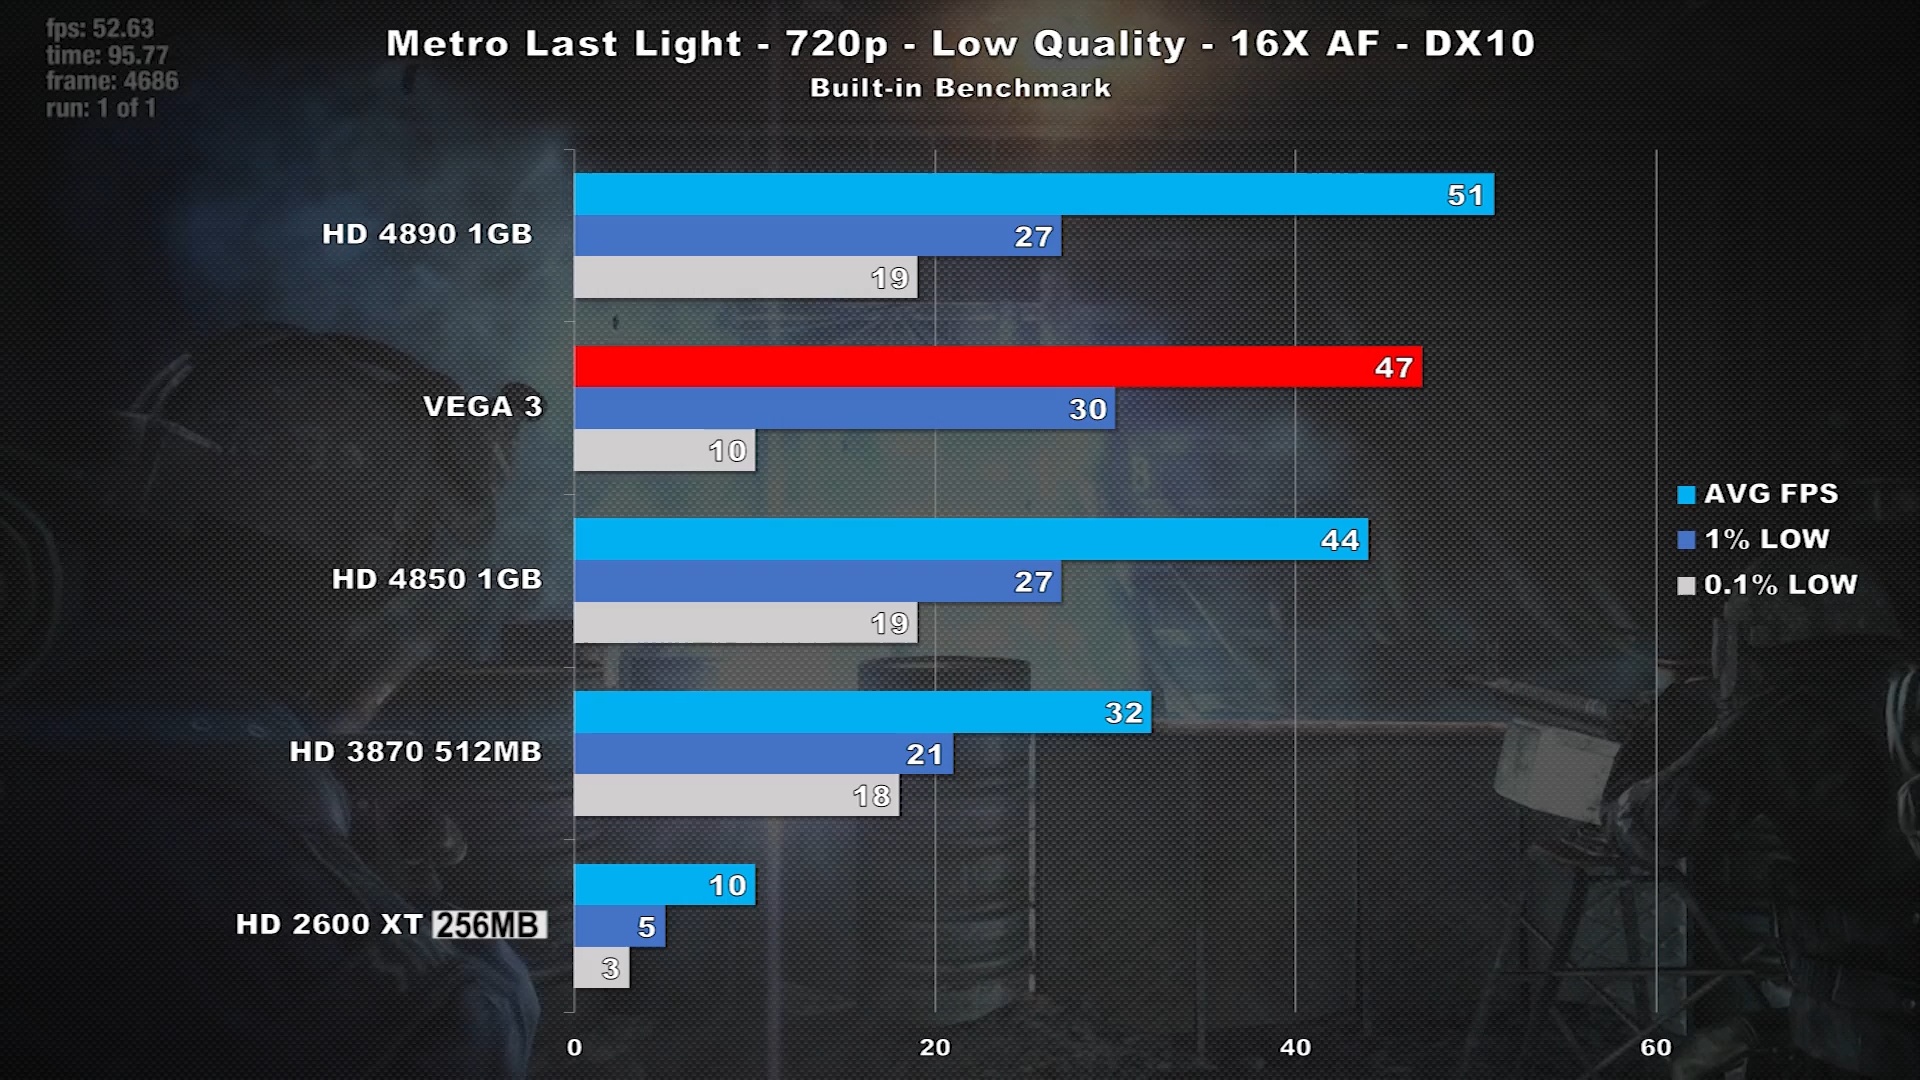 fps: 52.63
time: 95.77
frame: 4686
run: 1 of 1
Metro Last Light - 720p - Low Quality - 16X AF - DX10
Built-in Benchmark
HD 4890 1GB
51
27
19
VEGA 3
47
30
10
HD 4850 1GB
44
27
19
HD 3870 512MB
32
21
18
HD 2600 XT 256MB
10
5
3
AVG FPS
1% LOW
0.1% LOW
0 20 40 60